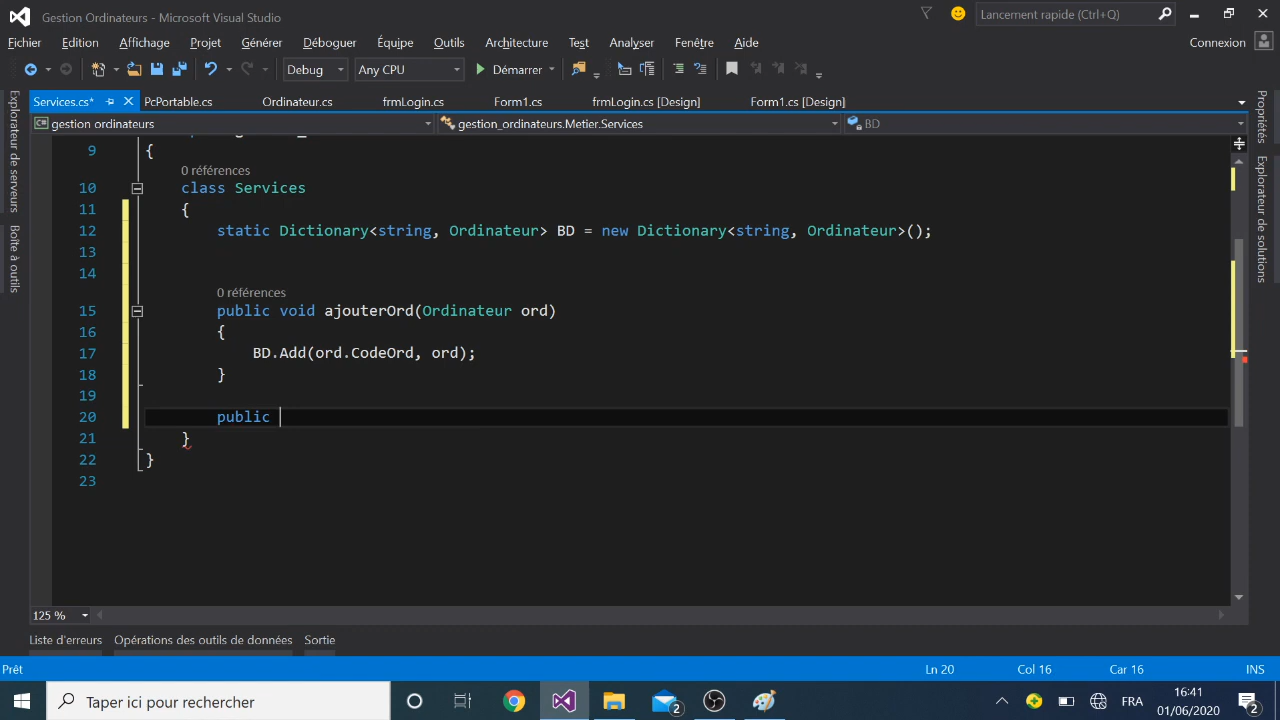 Gestion Ordinateurs - Microsoft Visual Studio
Lancement rapide (Ctrl+Q)
Fichier Edition Affichage Projet Générer Déboguer Équipe Outils Architecture Test Analyser Fenêtre Aide Connexion
Debug Any CPU Démarrer
Services.cs* PcPortable.cs Ordinateur.cs frmLogin.cs Form1.cs frmLogin.cs [Design] Form1.cs [Design]
gestion ordinateurs gestion_ordinateurs.Metier.Services BD
Explorateur de serveurs
Boîte à outils
9 {
0 références
10 class Services
11 {
12 static Dictionary<string, Ordinateur> BD = new Dictionary<string, Ordinateur>();
13
14
0 références
15 public void ajouterOrd(Ordinateur ord)
16 {
17 BD.Add(ord.CodeOrd, ord);
18 }
19
20 public
21 }
22 }
23
Propriétés
Explorateur de solutions
125 %
Liste d'erreurs Opérations des outils de données Sortie
Prêt Ln 20 Col 16 Car 16 INS
Taper ici pour rechercher
2
FRA
16:41
01/06/2020
2